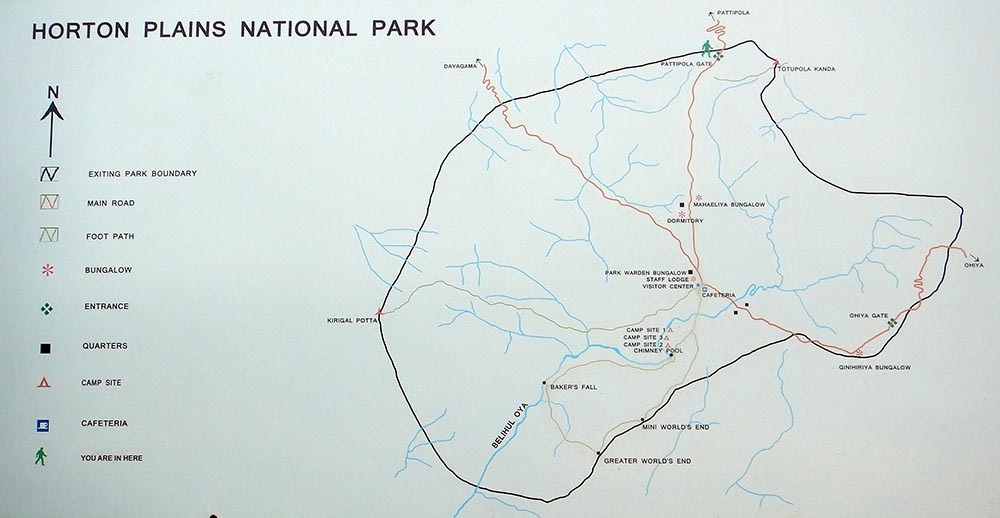 HORTON PLAINS NATIONAL PARK
PATTIPOLA
PATTIPOLA GATE
TOTUPOLA KANDA
DAYAGAMA
N
EXITING PARK BOUNDARY
MAIN ROAD
FOOT PATH
BUNGALOW
ENTRANCE
QUARTERS
CAMP SITE
CAFETERIA
YOU ARE IN HERE
MAHAELIYA BUNGALOW
DORMITORY
PARK WARDEN BUNGALOW
STAFF LODGE
VISITOR CENTER
CAFETERIA
OHIYA
OHIYA GATE
KIRIGAL POTTA
CAMP SITE 1
CAMP SITE 3
CAMP SITE 2
CHIMNEY POOL
GINIHIRIYA BUNGALOW
BAKER'S FALL
BELIHUL OYA
MINI WORLD'S END
GREATER WORLD'S END